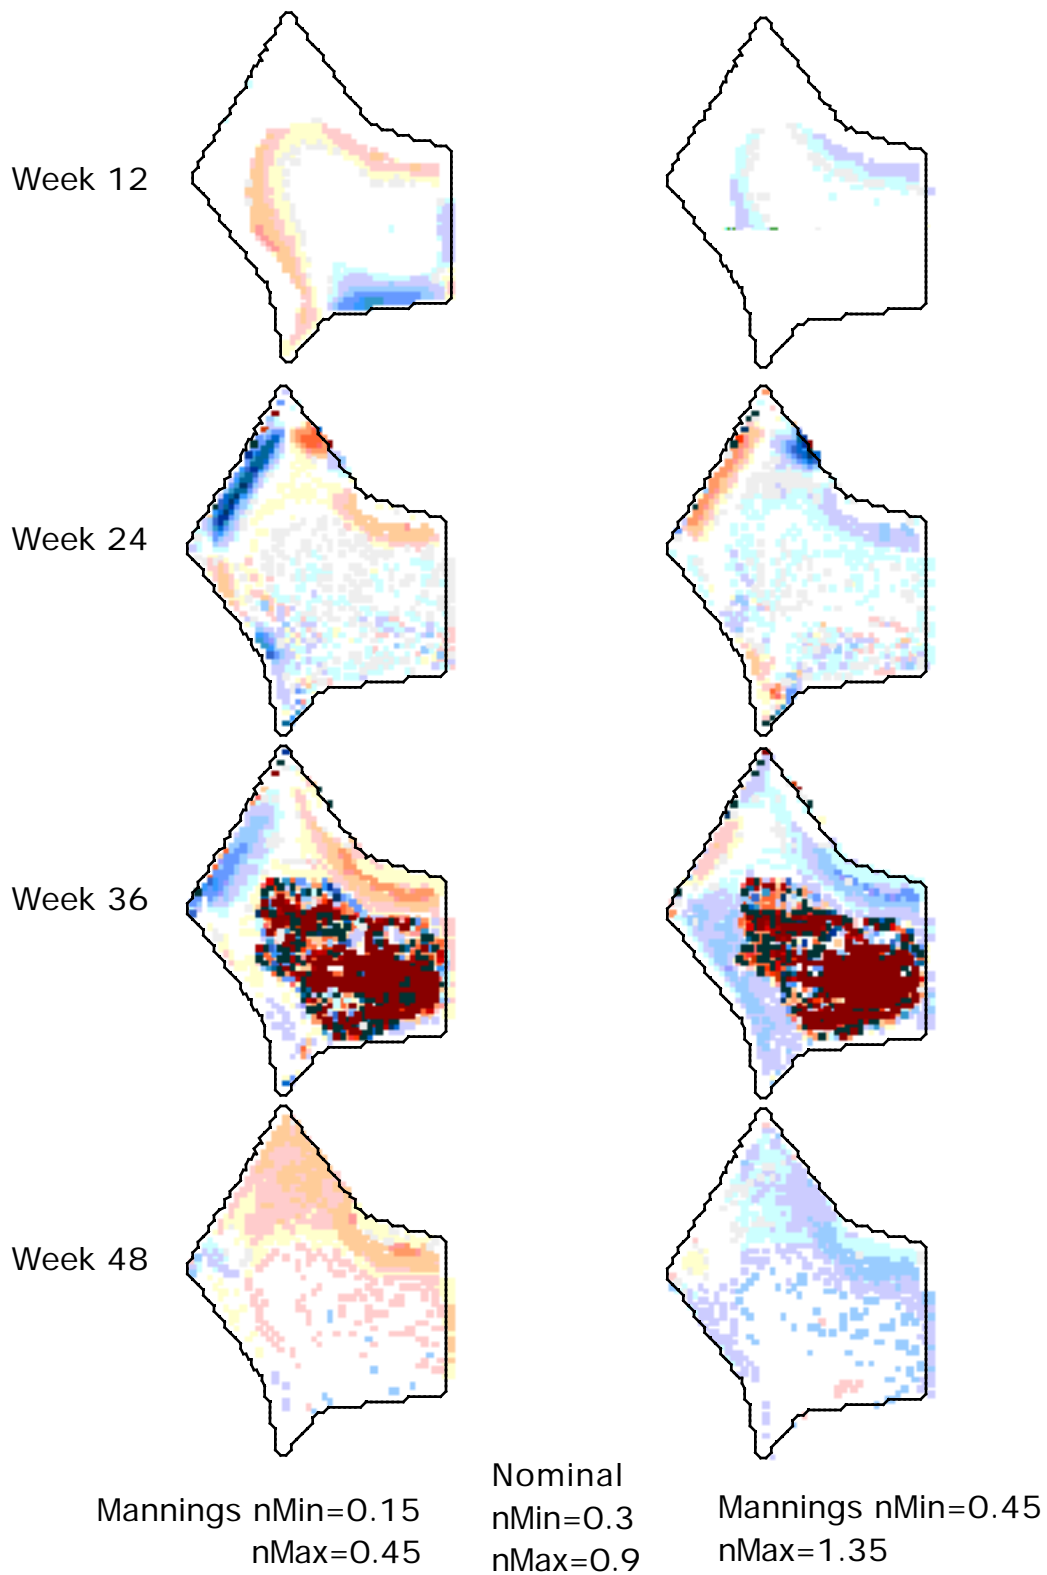 Week 12
Week 24
Week 36
Week 48
Mannings nMin=0.15
nMax=0.45
Nominal
nMin=0.3
nMax=0.9
Mannings nMin=0.45
nMax=1.35